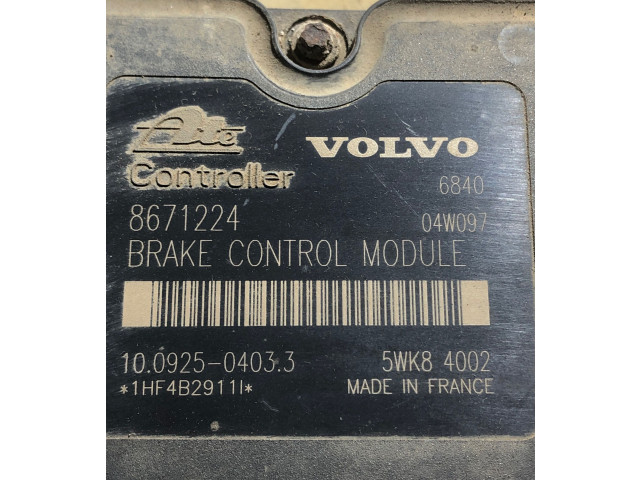 Ate VOLVO
Controller 6840
8671224 04W097
BRAKE CONTROL MODULE
10.0925-0403.3 5WK8 4002
*1HF4B2911I* MADE IN FRANCE